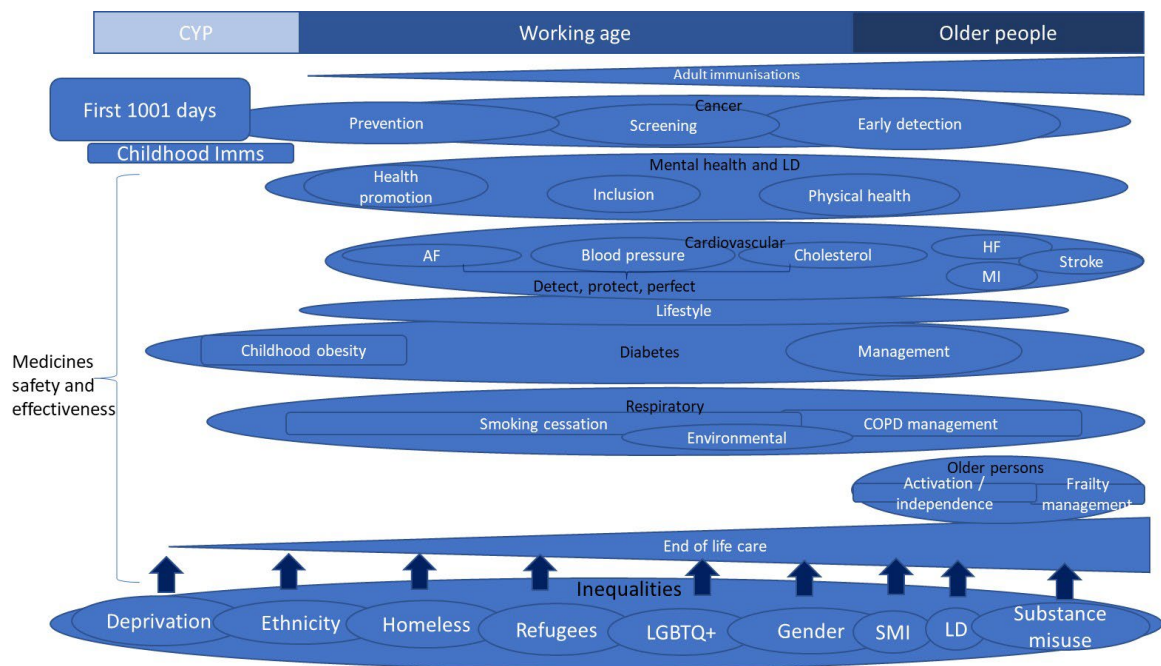 CYP
Working age
Older people
Adult immunisations
First 1001 days
Cancer
Prevention
Screening
Early detection
Childhood Imms
Mental health and LD
Health
promotion
Inclusion
Physical health
Cardiovascular
AF
Blood pressure
Cholesterol
HF
MI
Stroke
Detect, protect, perfect
Lifestyle
Medicines
safety and
effectiveness
Childhood obesity
Diabetes
Management
Respiratory
Smoking cessation
COPD management
Environmental
Older persons
Activation /
independence
Frailty
management
End of life care
Inequalities
Deprivation
Ethnicity
Homeless
Refugees
LGBTQ+
Gender
SMI
LD
Substance
misuse